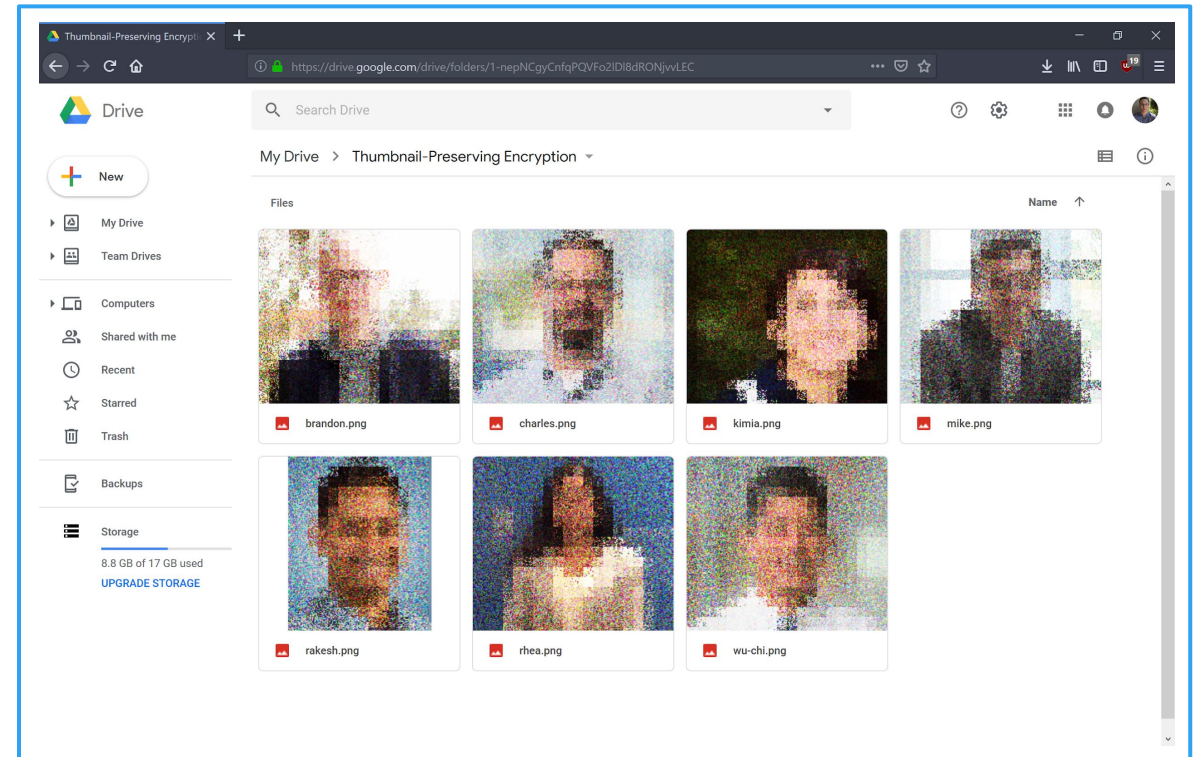 Thumbnail-Preserving Encryptic
https://drive.google.com/drive/folders/1-nepNCgyCnfqPQVFo2IDl8dRONjvvLEC
19
Drive
Search Drive
My Drive > Thumbnail-Preserving Encryption
New
Files
Name
My Drive
Team Drives
Computers
Shared with me
Recent
Starred
Trash
Backups
Storage
8.8 GB of 17 GB used
UPGRADE STORAGE
brandon.png
charles.png
kimia.png
mike.png
rakesh.png
rhea.png
wu-chi.png